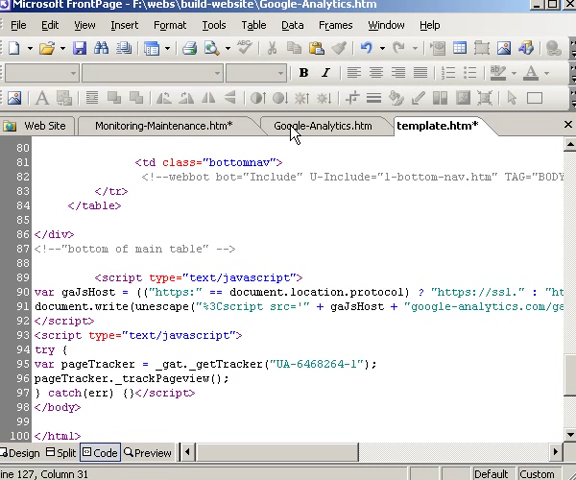 Microsoft FrontPage - F:\webs\build-website\Google-Analytics.htm
File Edit View Insert Format Tools Table Data Frames Window Help
B I
A
Web Site Monitoring-Maintenance.htm* Google-Analytics.htm template.htm*
80
81 <td class="bottomnav">
82 <!--webbot bot="Include" U-Include="l-bottom-nav.htm" TAG="BODY
83 </tr>
84 </table>
85
86 </div>
87 <!--"bottom of main table" -->
88
89 <script type="text/javascript">
90 var gaJsHost = (("https:" == document.location.protocol) ? "https://ssl." : "ht
91 document.write(unescape("%3Cscript src='" + gaJsHost + "google-analytics.com/ga
92 </script>
93 <script type="text/javascript">
94 try {
95 var pageTracker = _gat._getTracker("UA-6468264-1");
96 pageTracker._trackPageview();
97 } catch(err) {}</script>
98 </body>
99
100 </html>
Design Split Code Preview
ine 127, Column 31 Default Custom